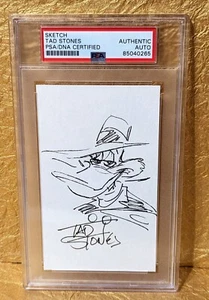 SKETCH AUTHENTIC
TAD STONES AUTO
PSA/DNA CERTIFIED 85040265
TAD
STONES